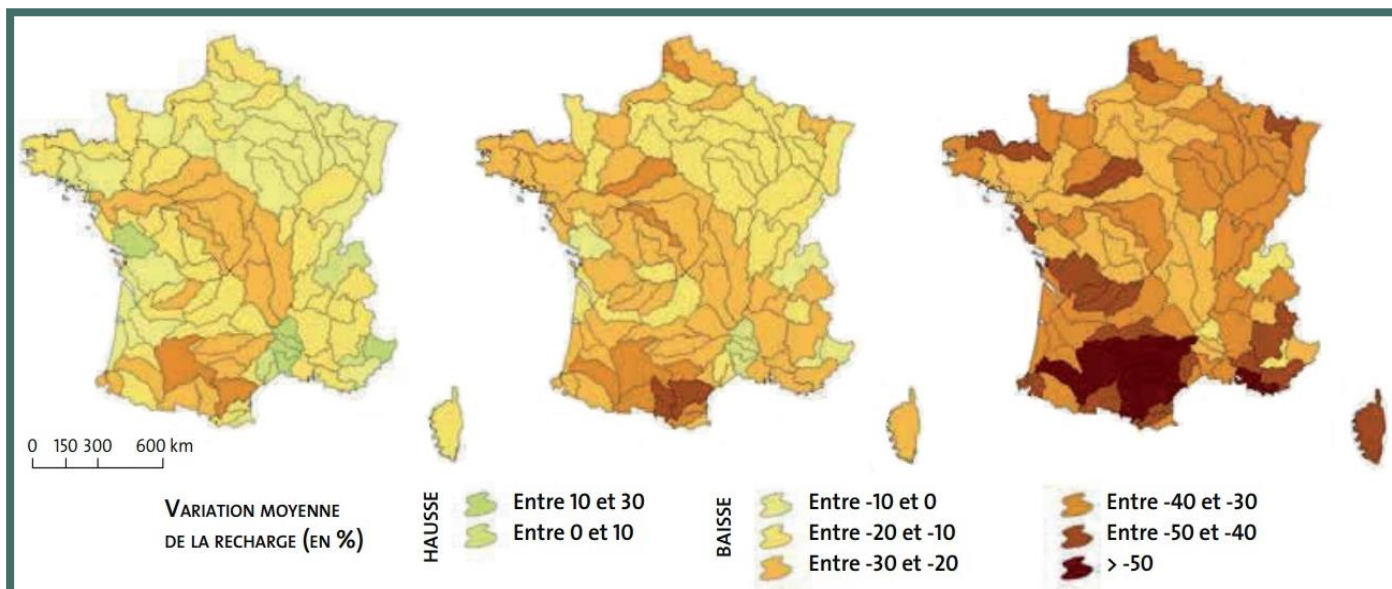 0 150 300 600 km
VARIATION MOYENNE
DE LA RECHARGE (EN %)
HAUSSE
Entre 10 et 30
Entre 0 et 10
BAISSE
Entre -10 et 0
Entre -20 et -10
Entre -30 et -20
Entre -40 et -30
Entre -50 et -40
> -50